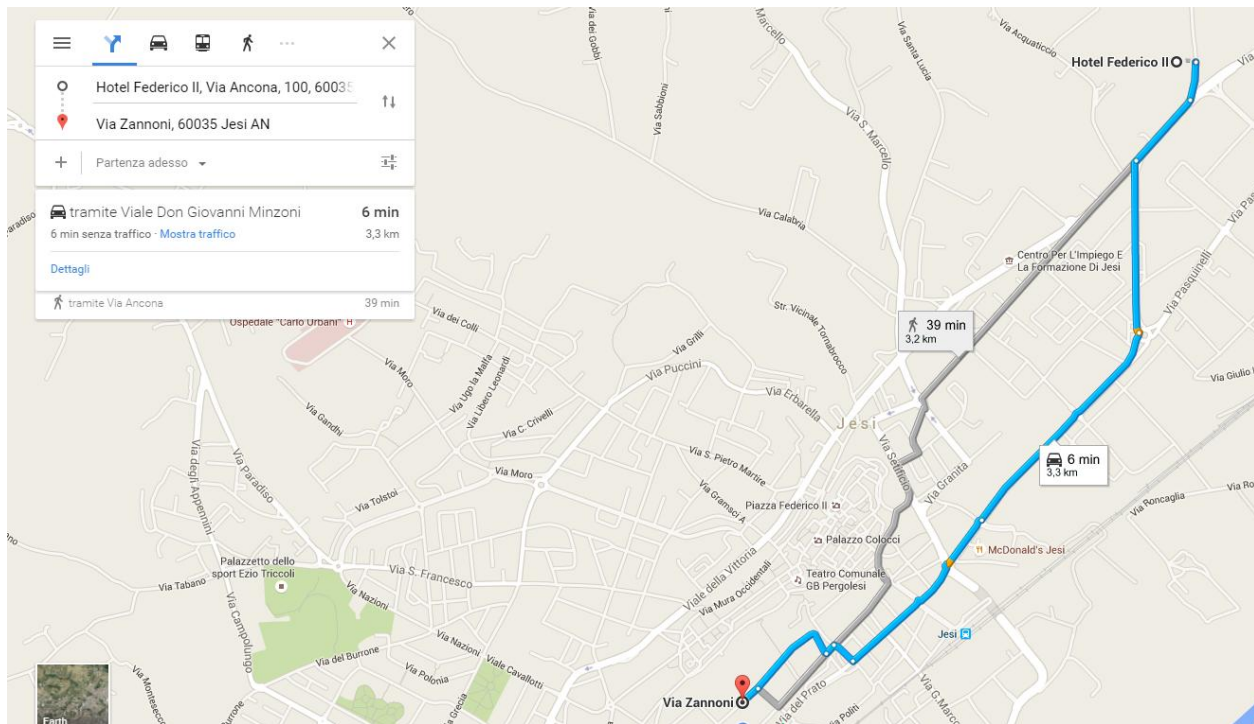 Hotel Federico II, Via Ancona, 100, 60035
Via Zannoni, 60035 Jesi AN
Partenza adesso
tramite Viale Don Giovanni Minzoni
6 min
6 min senza traffico · Mostra traffico
3,3 km
Dettagli
tramite Via Ancona
39 min
Ospedale "Carlo Urbani" H
Via dei Gobbi
Via Sabbioni
Marcello
Via Santa Lucia
Via Acquaticcio
Hotel Federico II
Via S. Marcello
Via Calabria
Centro Per L'Impiego E
La Formazione Di Jesi
Via Pasquinelli
Str. Vicinale Tornabrocco
39 min
3,2 km
Via dei Colli
Via Grilli
Via Ugo la Malfa
Via Libero Leonardi
Via Moro
Via Puccini
Via Erbarella
Via Giulio
Via Gandhi
Via C. Crivelli
Jesi
Via Setificio
Via degli Appennini
Via Paradiso
Via Moro
Via S. Pietro Martire
Via Granita
6 min
3,3 km
Via Tolstoi
Via Gramsci A
Piazza Federico II
Via Roncaglia
Palazzo Colocci
McDonald's Jesi
Palazzetto dello
sport Ezio Triccoli
Via S. Francesco
Viale della Vittoria
Teatro Comunale
GB Pergolesi
Via Tabano
Via Nazioni
Via Mura Occidentali
Via Campolungo
Jesi
Via Nazioni
Viale Cavallotti
Via del Burrone
Via Polonia
Via Grecia
Via Zannoni
Via del Prato
Via Politi
Via G. Marconi
Via Montesecco
Burrone
Earth